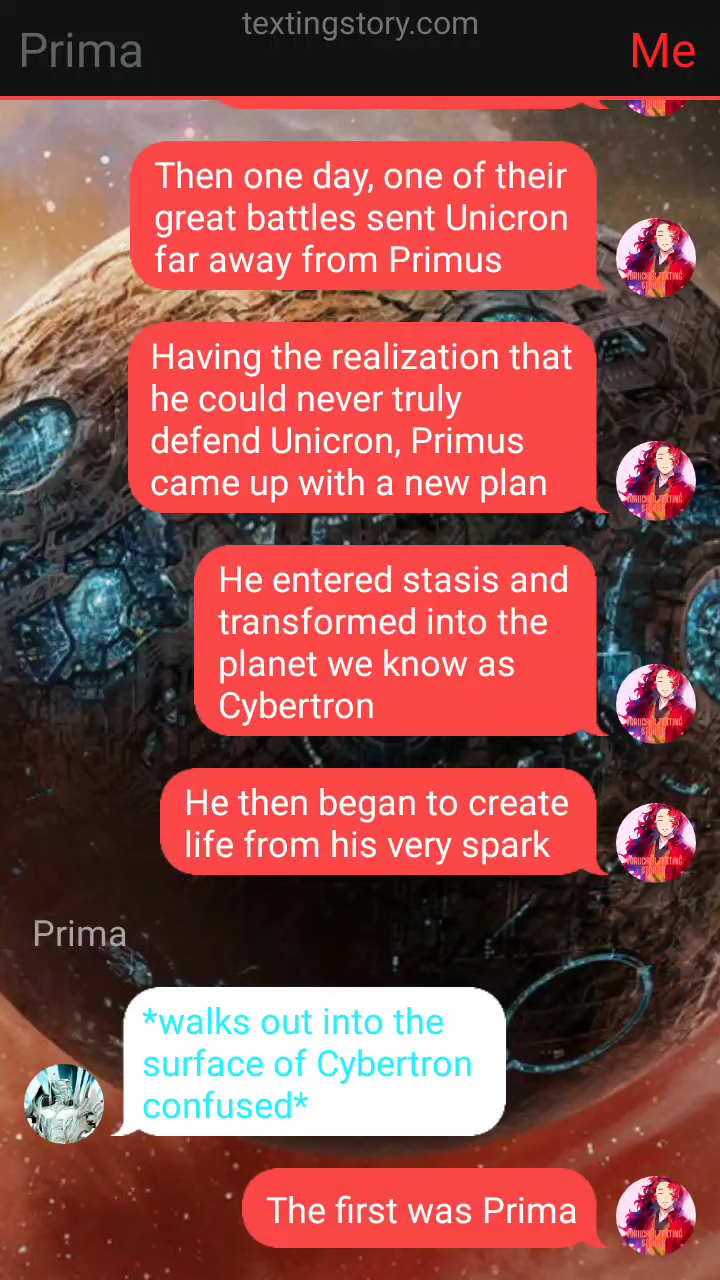 textingstory.com
Prima
Me
Then one day, one of their
great battles sent Unicron
far away from Primus
Having the realization that
he could never truly
defend Unicron, Primus
came up with a new plan
He entered stasis and
transformed into the
planet we know as
Cybertron
He then began to create
life from his very spark
Prima
*walks out into the
surface of Cybertron
confused*
The first was Prima